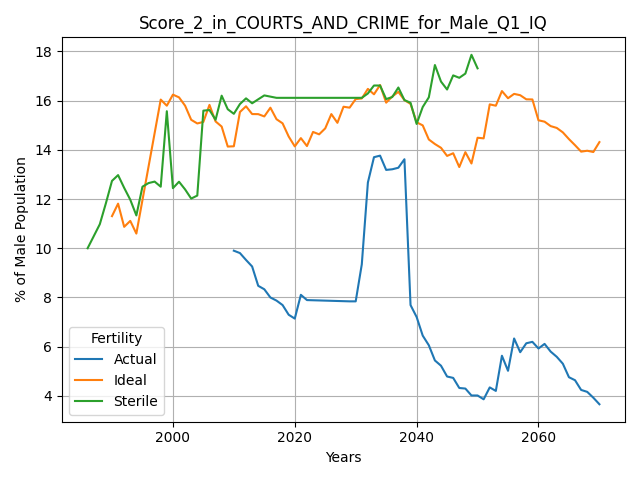 Score_2_in_COURTS_AND_CRIME_for_Male_Q1_IQ
% of Male Population
18
16
14
12
10
8
6
4
Fertility
Actual
Ideal
Sterile
2000 2020 2040 2060
Years